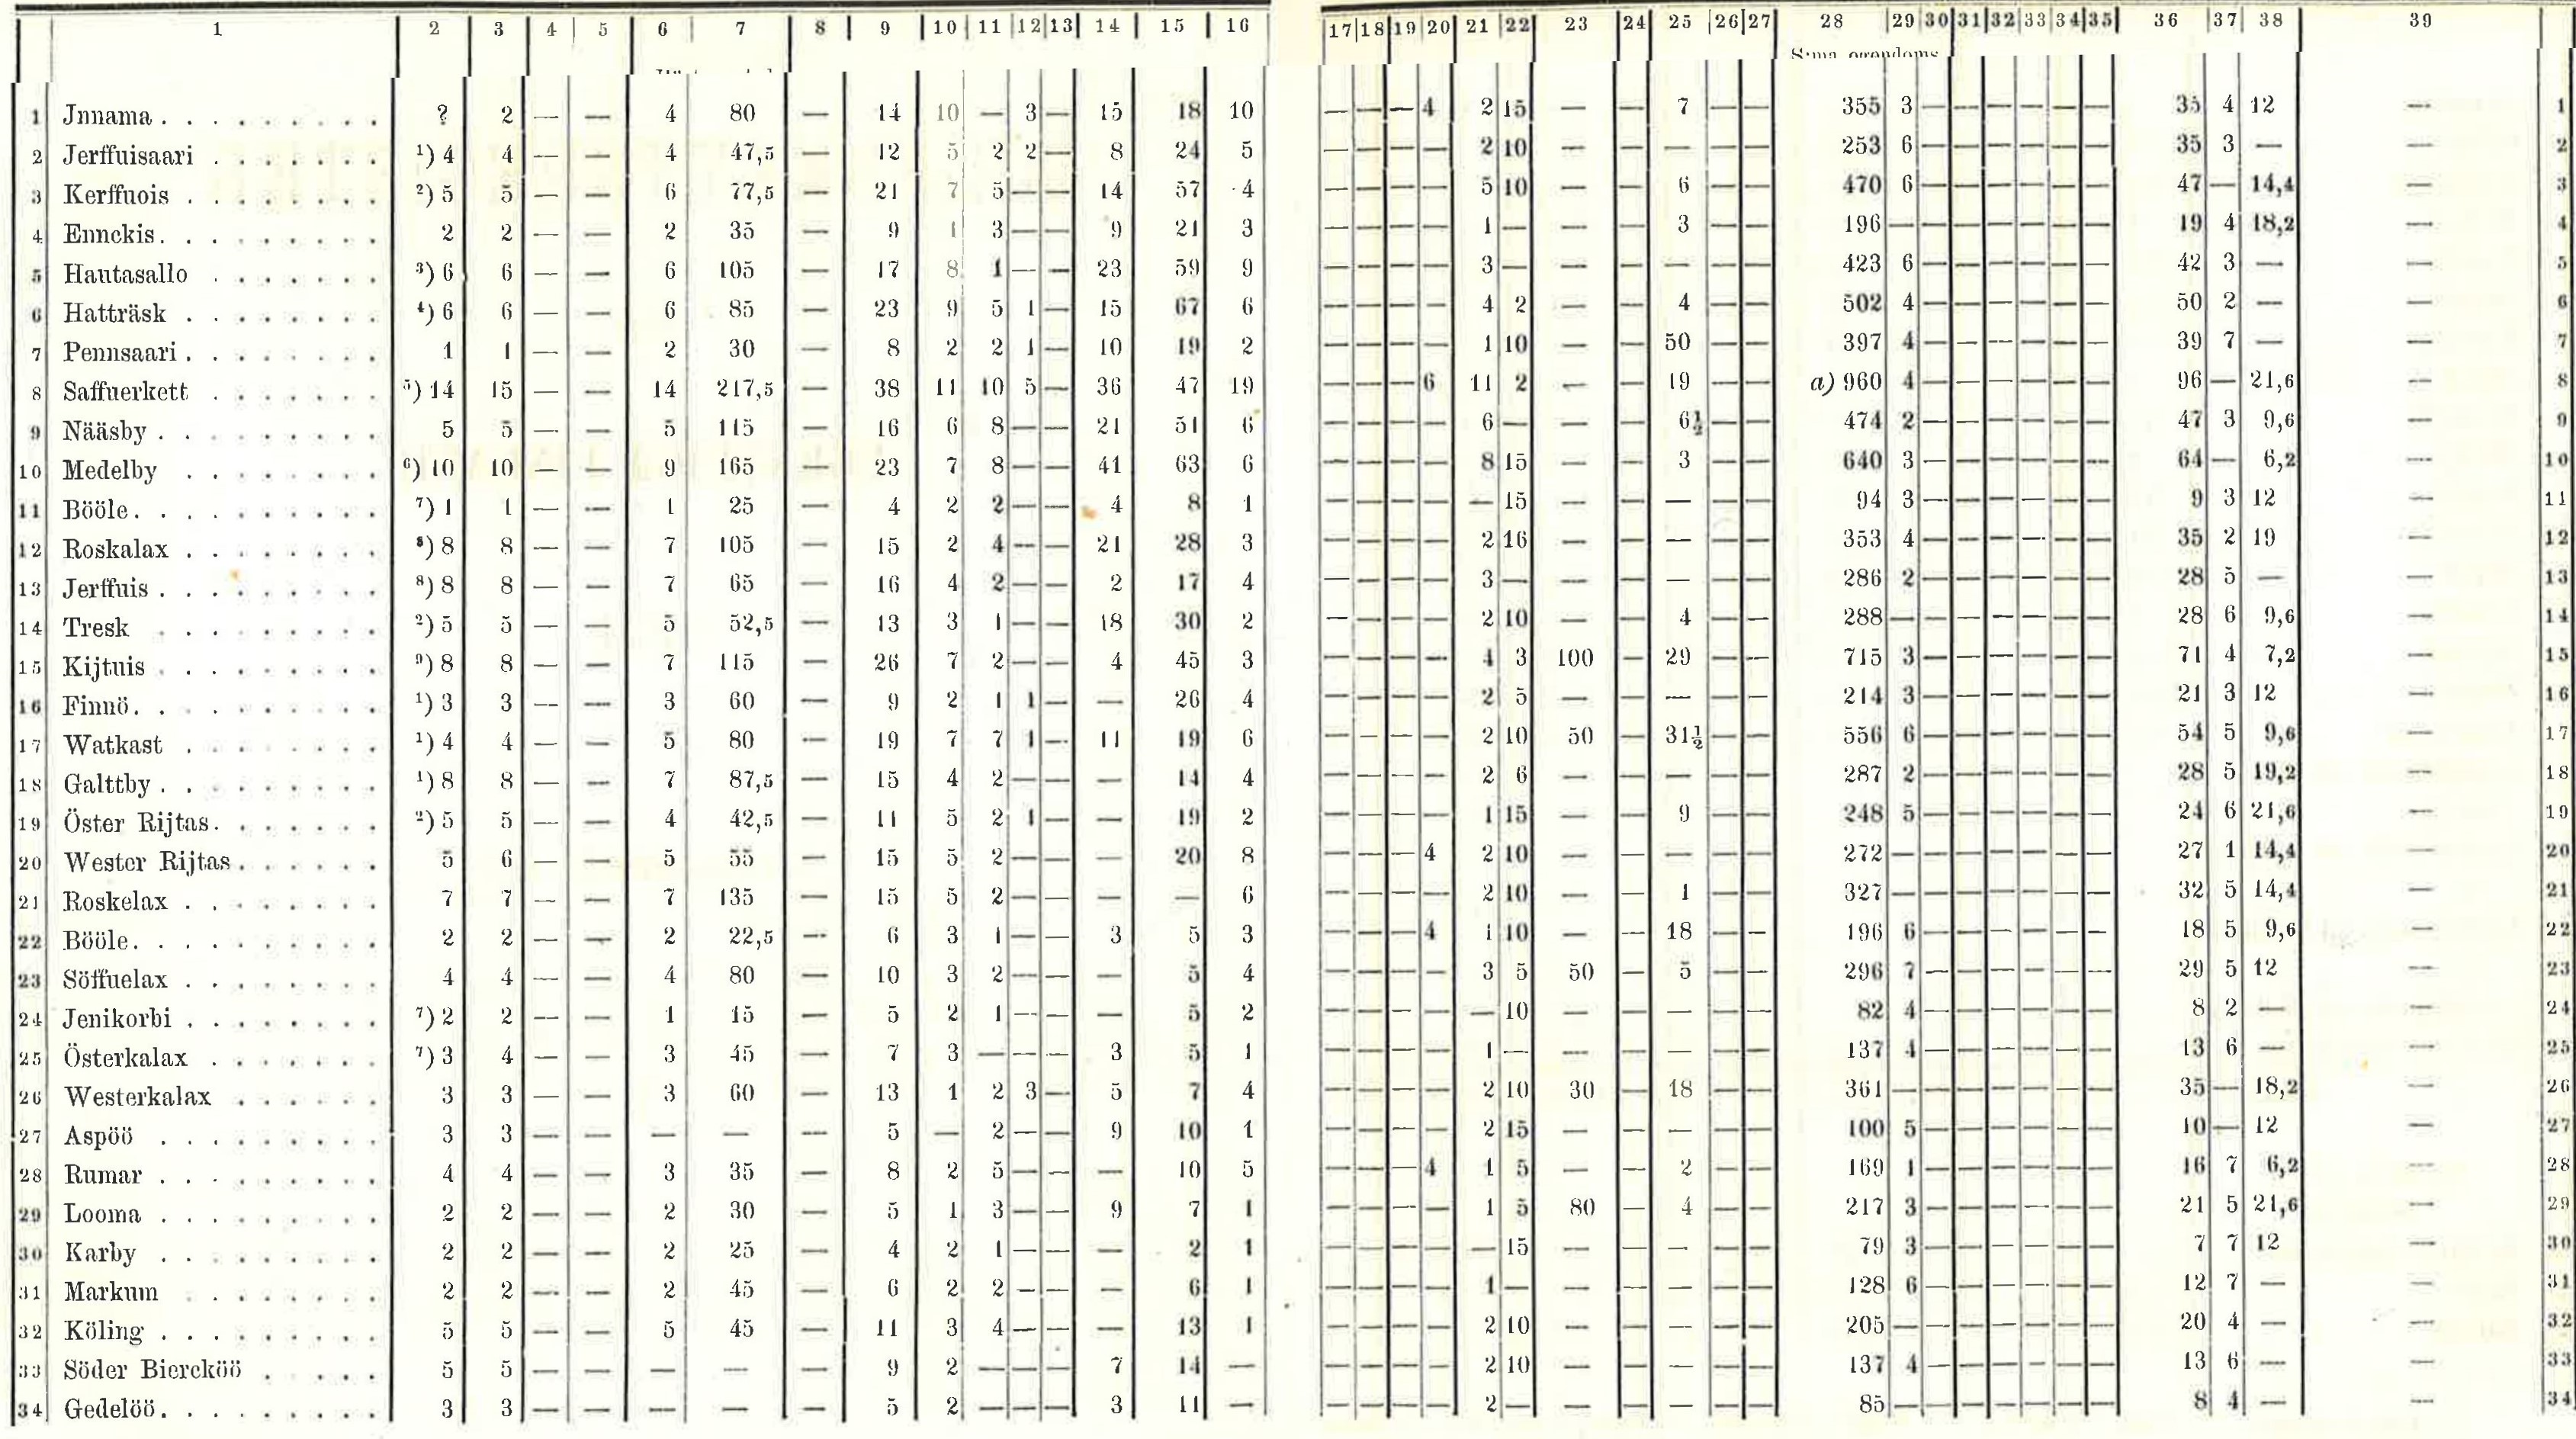 1 2 3 4 5 6 7 8 9 10 11 12 13 14 15 16 17 18 19 20 21 22 23 24 25 26 27 28 29 30 31 32 33 34 35 36 37 38 39
1 Jnnama . . . . . . . . . ? 2 — — 4 80 — 14 10 — 3 — 15 18 10 — — — 4 2 15 — — 7 — — 355 3 — — — — — — 35 4 12 — 1
2 Jerffuisaari . . . . . . . ¹) 4 4 — — 4 47,5 — 12 5 2 2 — 8 24 5 — — — — 2 10 — — — — — 253 6 — — — — — — 35 3 — — 2
3 Kerffuois . . . . . . . . ²) 5 5 — — 6 77,5 — 21 7 5 — — 14 57 4 — — — — 5 10 — — 6 — — 470 6 — — — — — — 47 — 14,4 — 3
4 Ennckis. . . . . . . . . 2 2 — — 2 35 — 9 1 3 — — 9 21 3 — — — — 1 — — — 3 — — 196 — — — — — — — 19 4 18,2 — 4
5 Hautasallo . . . . . . . ³) 6 6 — — 6 105 — 17 8 1 — — 23 59 9 — — — — 3 — — — — — — 423 6 — — — — — — 42 3 — — 5
6 Hatträsk . . . . . . . . ⁴) 6 6 — — 6 85 — 23 9 5 1 — 15 67 6 — — — — 4 2 — — 4 — — 502 4 — — — — — — 50 2 — — 6
7 Pennsaari . . . . . . . . 1 1 — — 2 30 — 8 2 2 1 — 10 19 2 — — — — 1 10 — — 50 — — 397 4 — — — — — — 39 7 — — 7
8 Saffuerkett . . . . . . . ⁵) 14 15 — — 14 217,5 — 38 11 10 5 — 36 47 19 — — — 6 11 2 — — 19 — — a) 960 4 — — — — — — 96 — 21,6 — 8
9 Nääsby . . . . . . . . . 5 5 — — 5 115 — 16 6 8 — — 21 51 6 — — — — 6 — — — 6½ — — 474 2 — — — — — — 47 3 9,6 — 9
10 Medelby . . . . . . . . ⁶) 10 10 — — 9 165 — 23 7 8 — — 41 63 6 — — — — 8 15 — — 3 — — 640 3 — — — — — — 64 — 6,2 — 10
11 Bööle. . . . . . . . . . ⁷) 1 1 — — 1 25 — 4 2 2 — — 4 8 1 — — — — — 15 — — — — — 94 3 — — — — — — 9 3 12 — 11
12 Roskalax . . . . . . . . ⁸) 8 8 — — 7 105 — 15 2 4 — — 21 28 3 — — — — 2 16 — — — — — 353 4 — — — — — — 35 2 19 — 12
13 Jerffuis . . . . . . . . . ⁸) 8 8 — — 7 65 — 16 4 2 — — 2 17 4 — — — — 3 — — — — — — 286 2 — — — — — — 28 5 — — 13
14 Tresk . . . . . . . . . ²) 5 5 — — 5 52,5 — 13 3 1 — — 18 30 2 — — — — 2 10 — — 4 — — 288 — — — — — — — 28 6 9,6 — 14
15 Kijtuis . . . . . . . . . ⁹) 8 8 — — 7 115 — 26 7 2 — — 4 45 3 — — — — 4 3 100 — 29 — — 715 3 — — — — — — 71 4 7,2 — 15
16 Finnö. . . . . . . . . . ¹) 3 3 — — 3 60 — 9 2 1 1 — — 26 4 — — — — 2 5 — — — — — 214 3 — — — — — — 21 3 12 — 16
17 Watkast . . . . . . . . ¹) 4 4 — — 5 80 — 19 7 7 1 — 11 19 6 — — — — 2 10 50 — 31½ — — 556 6 — — — — — — 54 5 9,6 — 17
18 Galttby . . . . . . . . . ¹) 8 8 — — 7 87,5 — 15 4 2 — — — 14 4 — — — — 2 6 — — — — — 287 2 — — — — — — 28 5 19,2 — 18
19 Öster Rijtas. . . . . . . ²) 5 5 — — 4 42,5 — 11 5 2 1 — — 19 2 — — — — 1 15 — — 9 — — 248 5 — — — — — — 24 6 21,6 — 19
20 Wester Rijtas. . . . . . 5 6 — — 5 55 — 15 5 2 — — — 20 8 — — — 4 2 10 — — — — — 272 — — — — — — — 27 1 14,4 — 20
21 Roskelax . . . . . . . . 7 7 — — 7 135 — 15 5 2 — — — — 6 — — — — 2 10 — — 1 — — 327 — — — — — — — 32 5 14,4 — 21
22 Bööle. . . . . . . . . . 2 2 — — 2 22,5 — 6 3 1 — — 3 5 3 — — — 4 1 10 — — 18 — — 196 6 — — — — — — 18 5 9,6 — 22
23 Söffuelax . . . . . . . . 4 4 — — 4 80 — 10 3 2 — — — 5 4 — — — — 3 5 50 — 5 — — 296 7 — — — — — — 29 5 12 — 23
24 Jenikorbi . . . . . . . . ⁷) 2 2 — — 1 15 — 5 2 1 — — — 5 2 — — — — — 10 — — — — — 82 4 — — — — — — 8 2 — — 24
25 Österkalax . . . . . . . ⁷) 3 4 — — 3 45 — 7 3 — — — 3 5 1 — — — — 1 — — — — — — 137 4 — — — — — — 13 6 — — 25
26 Westerkalax . . . . . . 3 3 — — 3 60 — 13 1 2 3 — 5 7 4 — — — — 2 10 30 — 18 — — 361 — — — — — — — 35 — 18,2 — 26
27 Aspöö . . . . . . . . . 3 3 — — — — — 5 — 2 — — 9 10 1 — — — — 2 15 — — — — — 100 5 — — — — — — 10 — 12 — 27
28 Rumar . . . . . . . . . 4 4 — — 3 35 — 8 2 5 — — — 10 5 — — — 4 1 5 — — 2 — — 169 1 — — — — — — 16 7 6,2 — 28
29 Looma . . . . . . . . . 2 2 — — 2 30 — 5 1 3 — — 9 7 1 — — — — 1 5 80 — 4 — — 217 3 — — — — — — 21 5 21,6 — 29
30 Karby . . . . . . . . . 2 2 — — 2 25 — 4 2 1 — — — 2 1 — — — — — 15 — — — — — 79 3 — — — — — — 7 7 12 — 30
31 Markum . . . . . . . . 2 2 — — 2 45 — 6 2 2 — — — 6 1 — — — — 1 — — — — — — 128 6 — — — — — — 12 7 — — 31
32 Köling . . . . . . . . . 5 5 — — 5 45 — 11 3 4 — — — 13 1 — — — — 2 10 — — — — — 205 — — — — — — — 20 4 — — 32
33 Söder Biercköö . . . . . 5 5 — — — — — 9 2 — — — 7 14 — — — — — 2 10 — — — — — 137 4 — — — — — — 13 6 — — 33
34 Gedelöö. . . . . . . . . 3 3 — — — — — 5 2 — — — 3 11 — — — — — 2 — — — — — — 85 — — — — — — — 8 4 — — 34